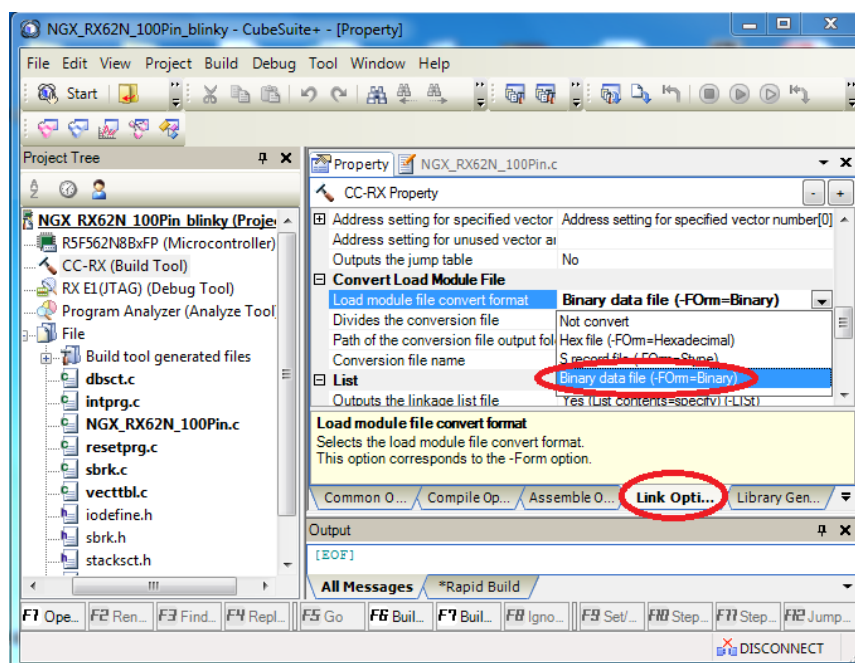 NGX_RX62N_100Pin_blinky - CubeSuite+ - [Property]
File Edit View Project Build Debug Tool Window Help
Start
Project Tree
Property NGX_RX62N_100Pin.c
CC-RX Property
NGX_RX62N_100Pin_blinky (Proje
R5F562N8BxFP (Microcontroller)
CC-RX (Build Tool)
RX E1(JTAG) (Debug Tool)
Program Analyzer (Analyze Tool
File
Build tool generated files
dbsct.c
intprg.c
NGX_RX62N_100Pin.c
resetprg.c
sbrk.c
vecttbl.c
iodefine.h
sbrk.h
stacksct.h
Address setting for specified vector Address setting for specified vector number[0]
Address setting for unused vector a
Outputs the jump table No
Convert Load Module File
Load module file convert format Binary data file (-FOrm=Binary)
Divides the conversion file
Path of the conversion file output fol
Conversion file name
Not convert
Hex file (-FOrm=Hexadecimal)
S record file (-FOrm=Stype)
Binary data file (-FOrm=Binary)
List
Outputs the linkage list file Yes (List contents=specify) (-LISt)
Load module file convert format
Selects the load module file convert format.
This option corresponds to the -Form option.
Common O... Compile Op... Assemble O... Link Opti... Library Gen...
Output
[EOF]
All Messages *Rapid Build
F1 Ope... F2 Ren... F3 Find... F4 Repl... F5 Go F6 Buil... F7 Buil... F8 Igno... F9 Set/... F10 Step... F11 Step... F12 Jump...
DISCONNECT